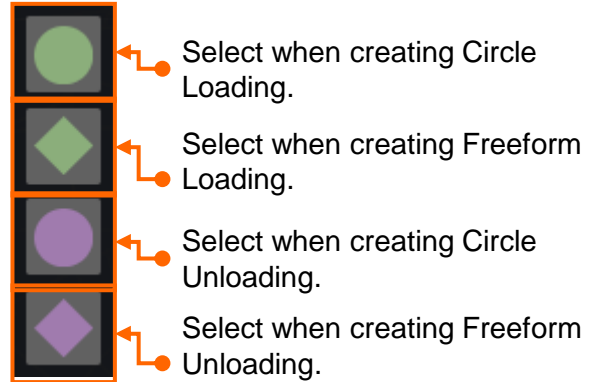 Select when creating Circle
Loading.
Select when creating Freeform
Loading.
Select when creating Circle
Unloading.
Select when creating Freeform
Unloading.